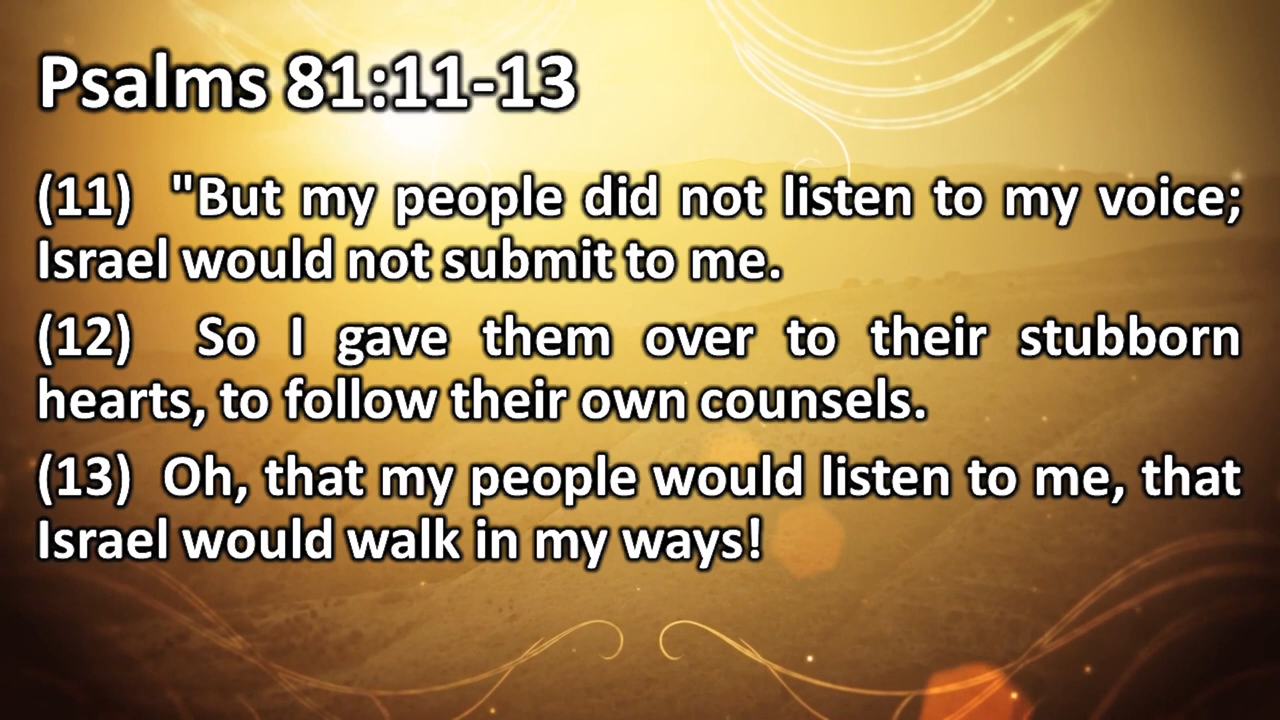 Psalms 81:11-13
(11) "But my people did not listen to my voice;
Israel would not submit to me.
(12) So I gave them over to their stubborn
hearts, to follow their own counsels.
(13) Oh, that my people would listen to me, that
Israel would walk in my ways!